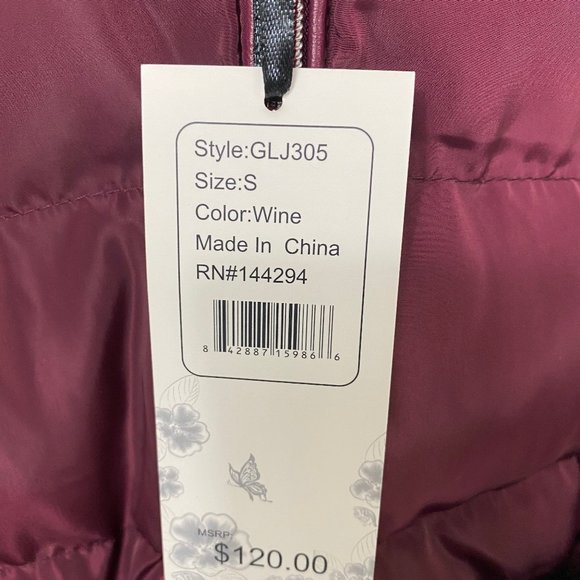 Style:GLJ305
Size:S
Color:Wine
Made In China
RN#144294
8 42887 15986 6
MSRP:
$120.00